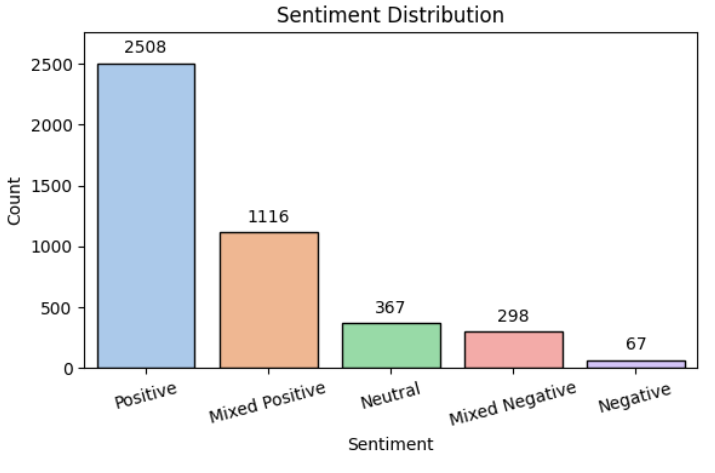 Sentiment Distribution
2508
1116
367
298
67
2500
2000
1500
1000
500
0
Count
Positive
Mixed Positive
Neutral
Mixed Negative
Negative
Sentiment